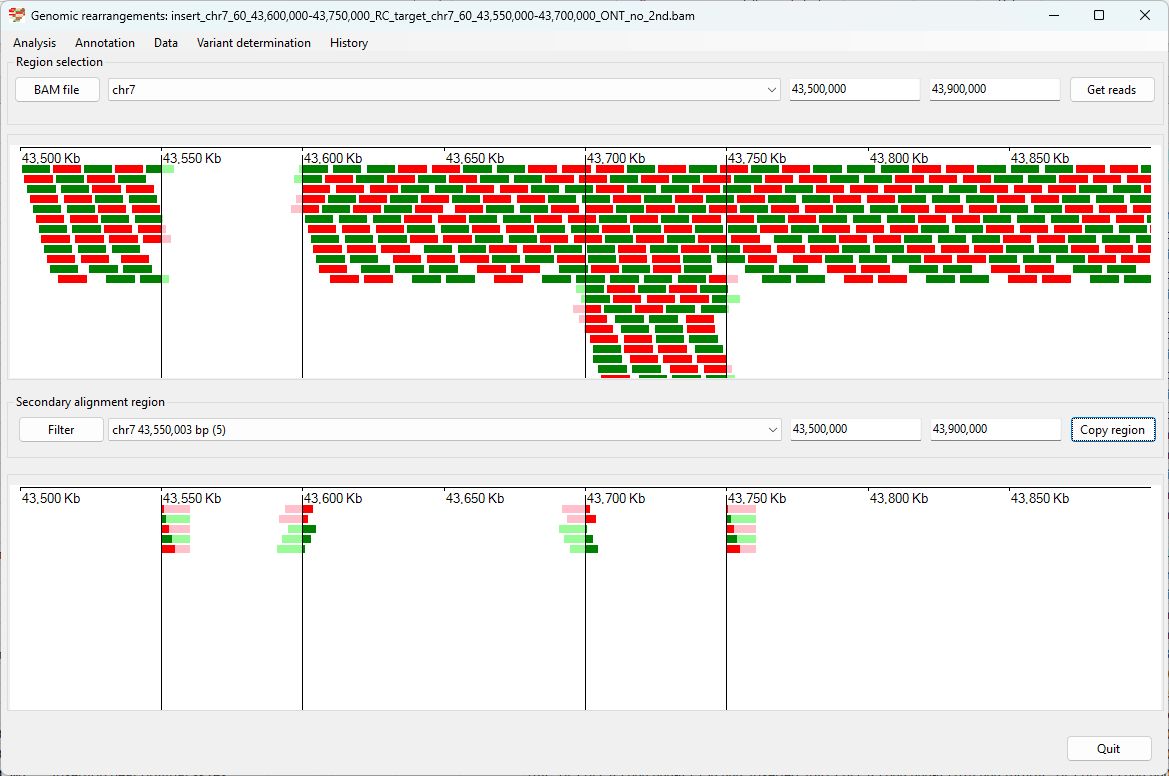 Genomic rearrangements: insert_chr7_60_43,600,000-43,750,000_RC_target_chr7_60_43,550,000-43,700,000_ONT_no_2nd.bam
Analysis Annotation Data Variant determination History
Region selection
BAM file chr7 43,500,000 43,900,000 Get reads
43,500 Kb 43,550 Kb 43,600 Kb 43,650 Kb 43,700 Kb 43,750 Kb 43,800 Kb 43,850 Kb
Secondary alignment region
Filter chr7 43,550,003 bp (5) 43,500,000 43,900,000 Copy region
43,500 Kb 43,550 Kb 43,600 Kb 43,650 Kb 43,700 Kb 43,750 Kb 43,800 Kb 43,850 Kb
Quit